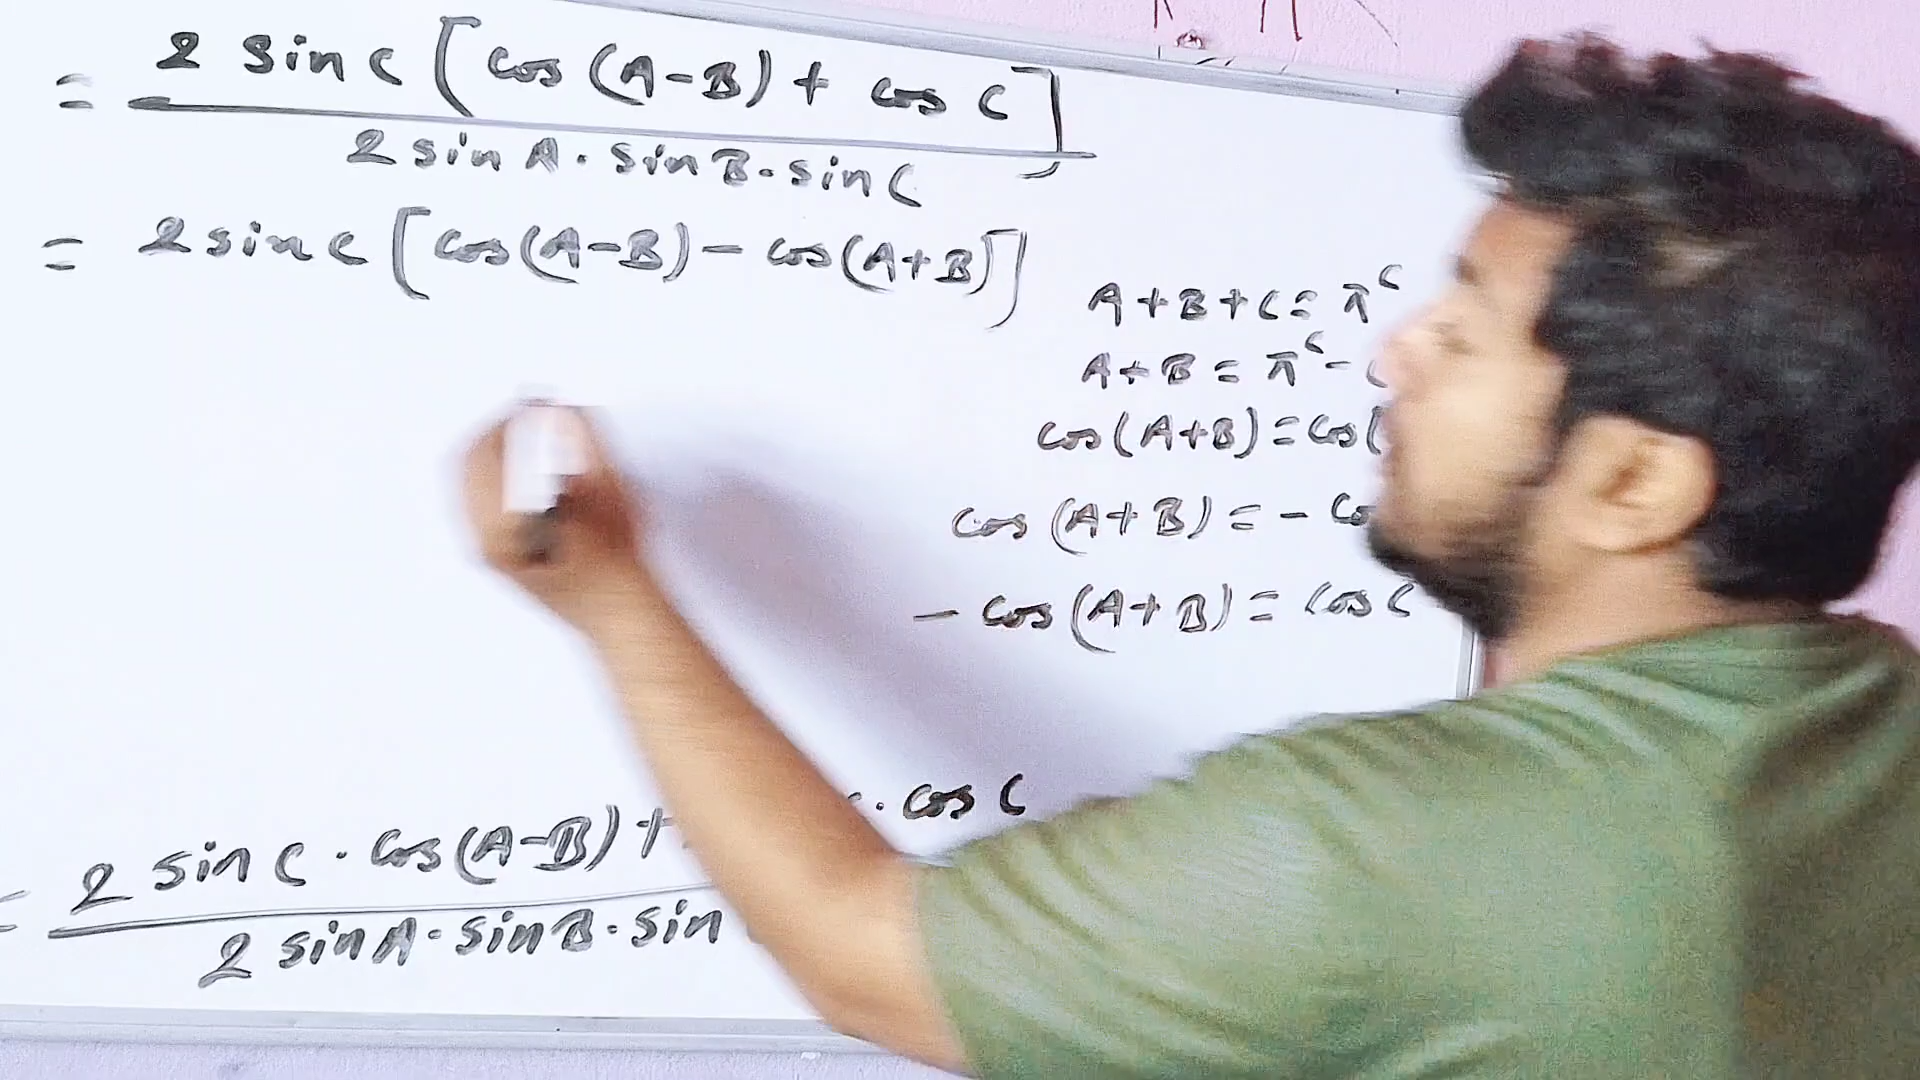 = 2 sin C [cos (A-B) + cos C]
2 sin A . sin B . sin C
= 2 sin C [cos (A-B) - cos (A+B)]
A + B + C = π^c
A + B = π^c -
cos (A+B) = cos (
cos (A+B) = - co
- cos (A+B) = cos C
= 2 sin C . cos (A-B) + . cos C
2 sin A . sin B . sin